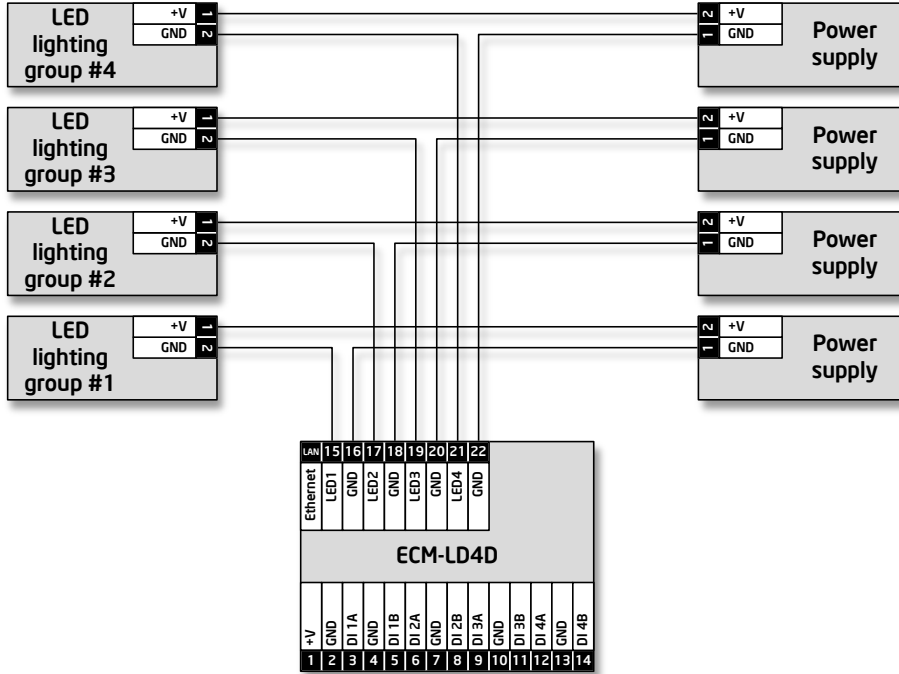 LED lighting group #4
+V 1
GND 2
2 +V
1 GND
Power supply
LED lighting group #3
+V 1
GND 2
2 +V
1 GND
Power supply
LED lighting group #2
+V 1
GND 2
2 +V
1 GND
Power supply
LED lighting group #1
+V 1
GND 2
2 +V
1 GND
Power supply
LAN 15 16 17 18 19 20 21 22
Ethernet LED1 GND LED2 GND LED3 GND LED4 GND
ECM-LD4D
+V GND DI 1A GND DI 1B DI 2A GND DI 2B DI 3A GND DI 3B DI 4A GND DI 4B
1 2 3 4 5 6 7 8 9 10 11 12 13 14